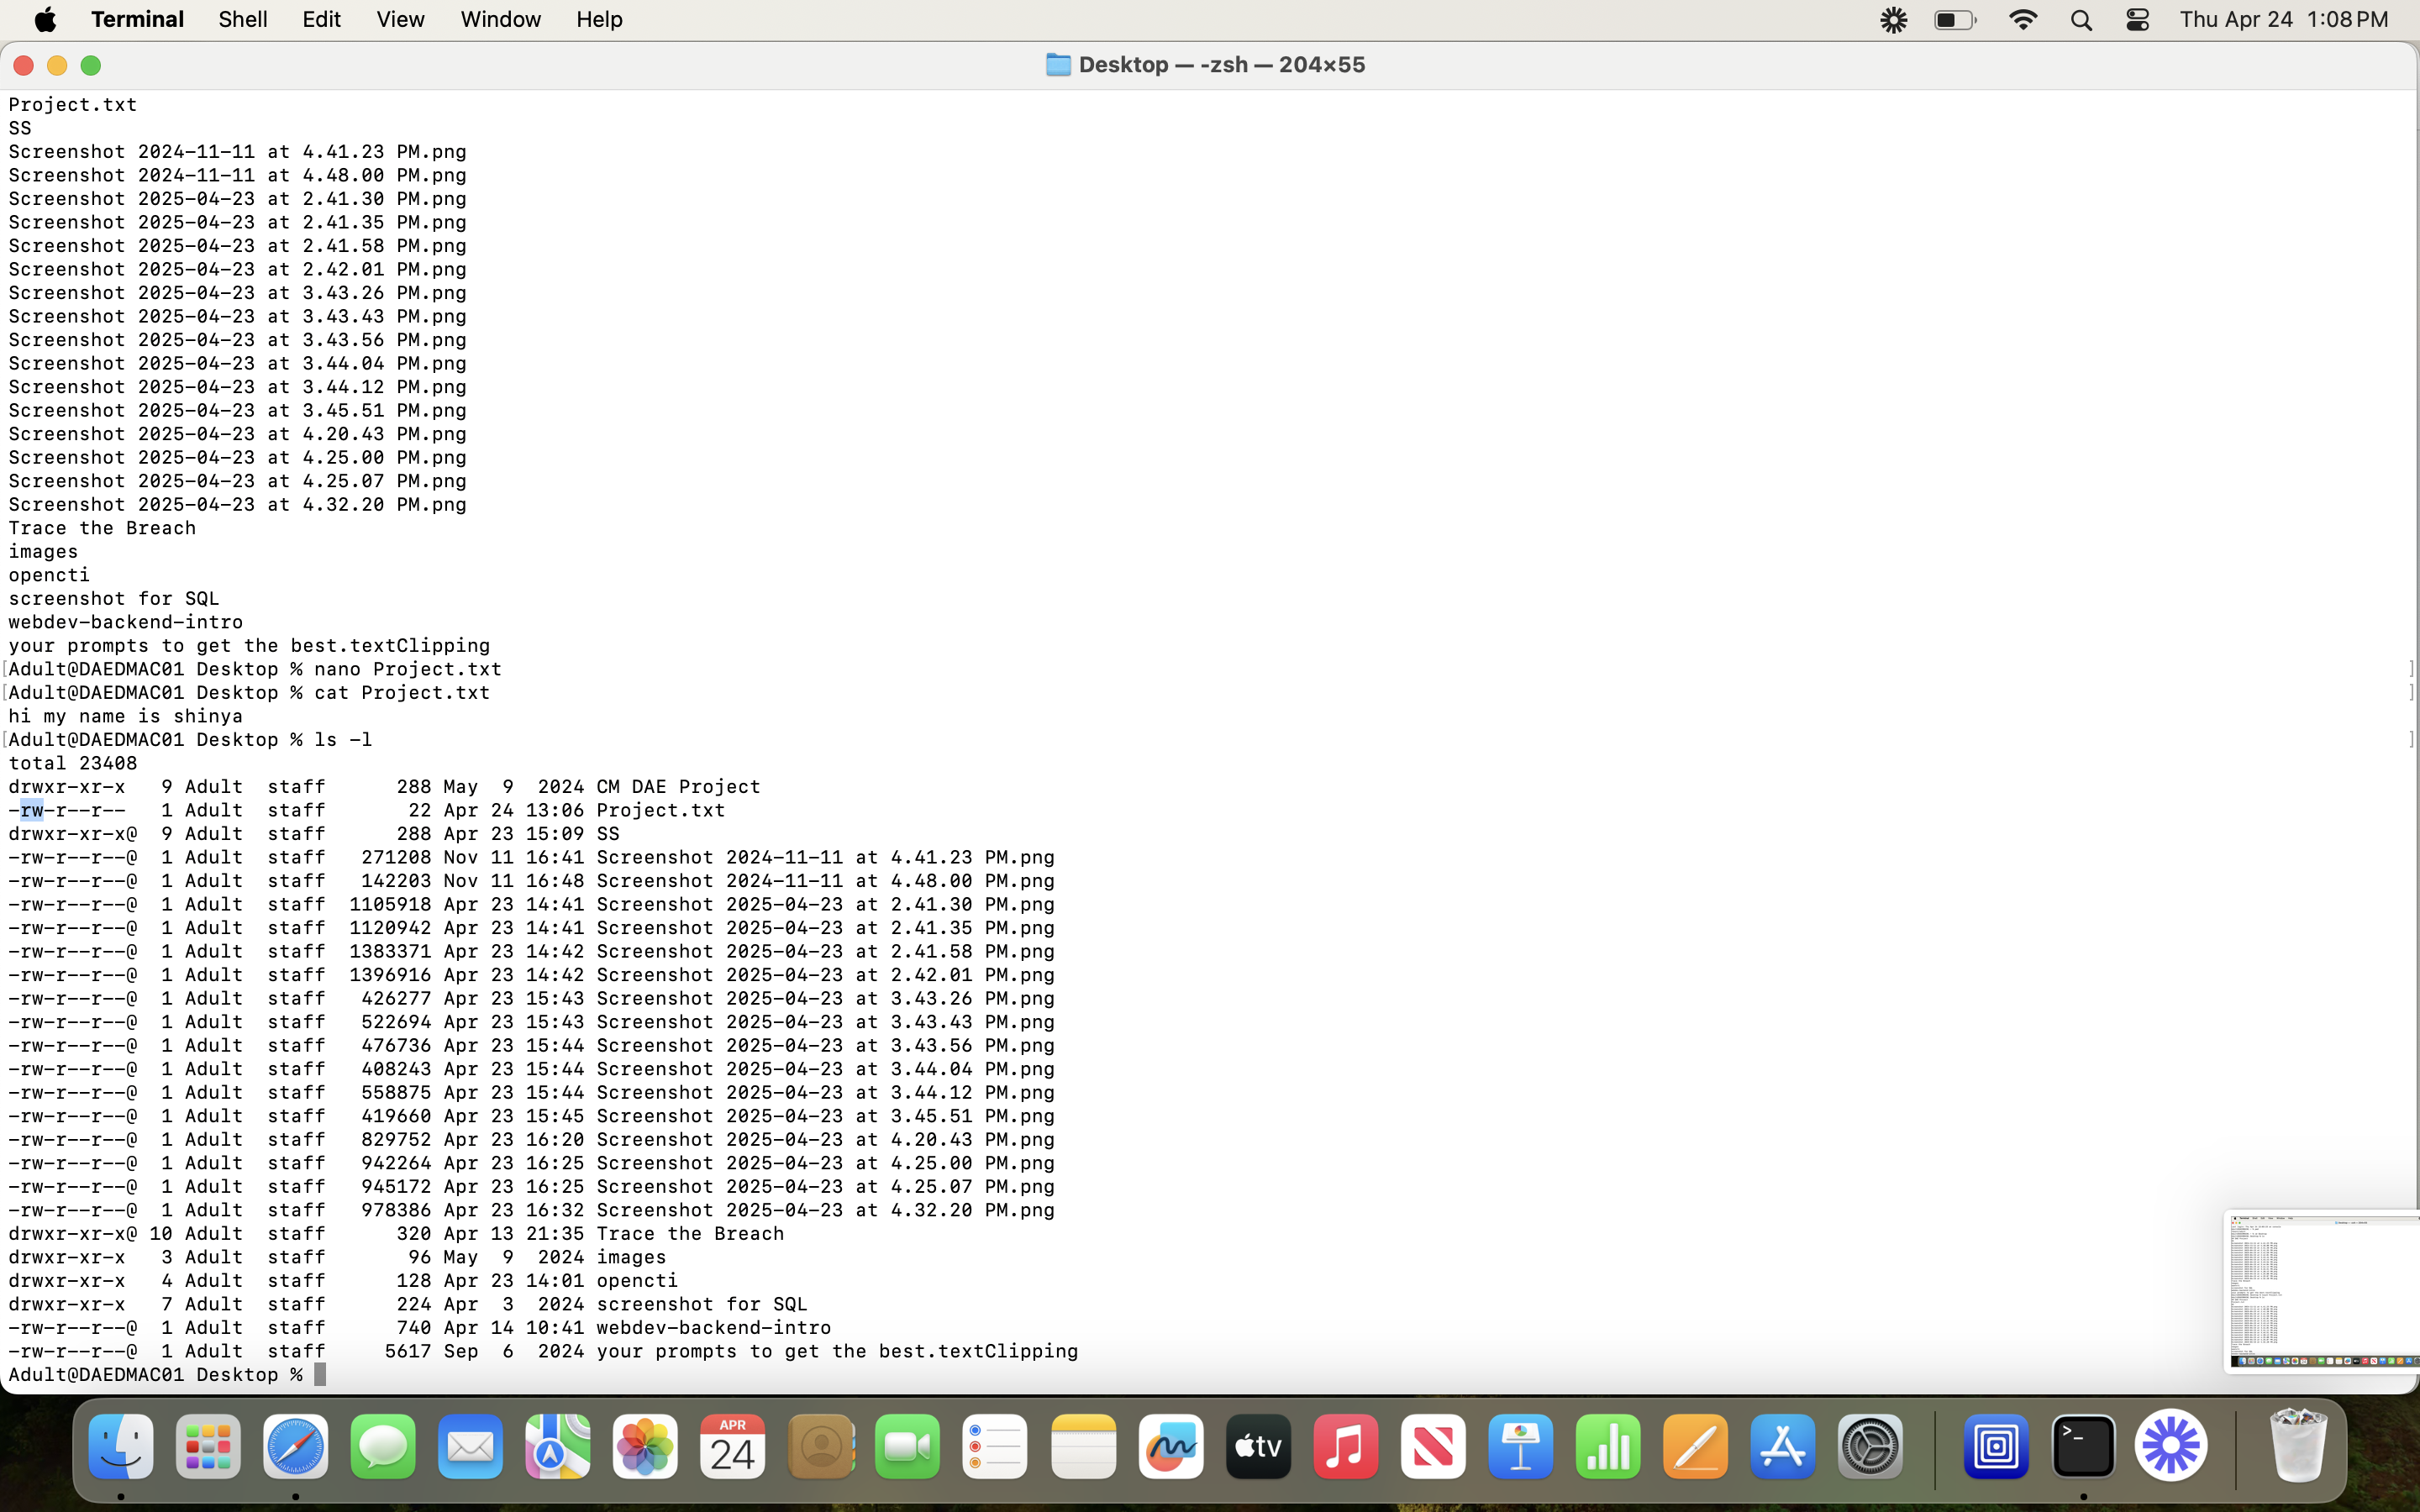 Terminal Shell Edit View Window Help Thu Apr 24 1:08 PM
Desktop — -zsh — 204×55
Project.txt
SS
Screenshot 2024-11-11 at 4.41.23 PM.png
Screenshot 2024-11-11 at 4.48.00 PM.png
Screenshot 2025-04-23 at 2.41.30 PM.png
Screenshot 2025-04-23 at 2.41.35 PM.png
Screenshot 2025-04-23 at 2.41.58 PM.png
Screenshot 2025-04-23 at 2.42.01 PM.png
Screenshot 2025-04-23 at 3.43.26 PM.png
Screenshot 2025-04-23 at 3.43.43 PM.png
Screenshot 2025-04-23 at 3.43.56 PM.png
Screenshot 2025-04-23 at 3.44.04 PM.png
Screenshot 2025-04-23 at 3.44.12 PM.png
Screenshot 2025-04-23 at 3.45.51 PM.png
Screenshot 2025-04-23 at 4.20.43 PM.png
Screenshot 2025-04-23 at 4.25.00 PM.png
Screenshot 2025-04-23 at 4.25.07 PM.png
Screenshot 2025-04-23 at 4.32.20 PM.png
Trace the Breach
images
opencti
screenshot for SQL
webdev-backend-intro
your prompts to get the best.textClipping
[Adult@DAEDMAC01 Desktop % nano Project.txt ]
[Adult@DAEDMAC01 Desktop % cat Project.txt ]
hi my name is shinya
[Adult@DAEDMAC01 Desktop % ls -l ]
total 23408
drwxr-xr-x   9 Adult  staff      288 May  9  2024 CM DAE Project
-rw-r--r--   1 Adult  staff       22 Apr 24 13:06 Project.txt
drwxr-xr-x@  9 Adult  staff      288 Apr 23 15:09 SS
-rw-r--r--@  1 Adult  staff   271208 Nov 11 16:41 Screenshot 2024-11-11 at 4.41.23 PM.png
-rw-r--r--@  1 Adult  staff   142203 Nov 11 16:48 Screenshot 2024-11-11 at 4.48.00 PM.png
-rw-r--r--@  1 Adult  staff  1105918 Apr 23 14:41 Screenshot 2025-04-23 at 2.41.30 PM.png
-rw-r--r--@  1 Adult  staff  1120942 Apr 23 14:41 Screenshot 2025-04-23 at 2.41.35 PM.png
-rw-r--r--@  1 Adult  staff  1383371 Apr 23 14:42 Screenshot 2025-04-23 at 2.41.58 PM.png
-rw-r--r--@  1 Adult  staff  1396916 Apr 23 14:42 Screenshot 2025-04-23 at 2.42.01 PM.png
-rw-r--r--@  1 Adult  staff   426277 Apr 23 15:43 Screenshot 2025-04-23 at 3.43.26 PM.png
-rw-r--r--@  1 Adult  staff   522694 Apr 23 15:43 Screenshot 2025-04-23 at 3.43.43 PM.png
-rw-r--r--@  1 Adult  staff   476736 Apr 23 15:44 Screenshot 2025-04-23 at 3.43.56 PM.png
-rw-r--r--@  1 Adult  staff   408243 Apr 23 15:44 Screenshot 2025-04-23 at 3.44.04 PM.png
-rw-r--r--@  1 Adult  staff   558875 Apr 23 15:44 Screenshot 2025-04-23 at 3.44.12 PM.png
-rw-r--r--@  1 Adult  staff   419660 Apr 23 15:45 Screenshot 2025-04-23 at 3.45.51 PM.png
-rw-r--r--@  1 Adult  staff   829752 Apr 23 16:20 Screenshot 2025-04-23 at 4.20.43 PM.png
-rw-r--r--@  1 Adult  staff   942264 Apr 23 16:25 Screenshot 2025-04-23 at 4.25.00 PM.png
-rw-r--r--@  1 Adult  staff   945172 Apr 23 16:25 Screenshot 2025-04-23 at 4.25.07 PM.png
-rw-r--r--@  1 Adult  staff   978386 Apr 23 16:32 Screenshot 2025-04-23 at 4.32.20 PM.png
drwxr-xr-x@ 10 Adult  staff      320 Apr 13 21:35 Trace the Breach
drwxr-xr-x   3 Adult  staff       96 May  9  2024 images
drwxr-xr-x   4 Adult  staff      128 Apr 23 14:01 opencti
drwxr-xr-x   7 Adult  staff      224 Apr  3  2024 screenshot for SQL
-rw-r--r--@  1 Adult  staff      740 Apr 14 10:41 webdev-backend-intro
-rw-r--r--@  1 Adult  staff     5617 Sep  6  2024 your prompts to get the best.textClipping
Adult@DAEDMAC01 Desktop %
APR
24
tv
>_